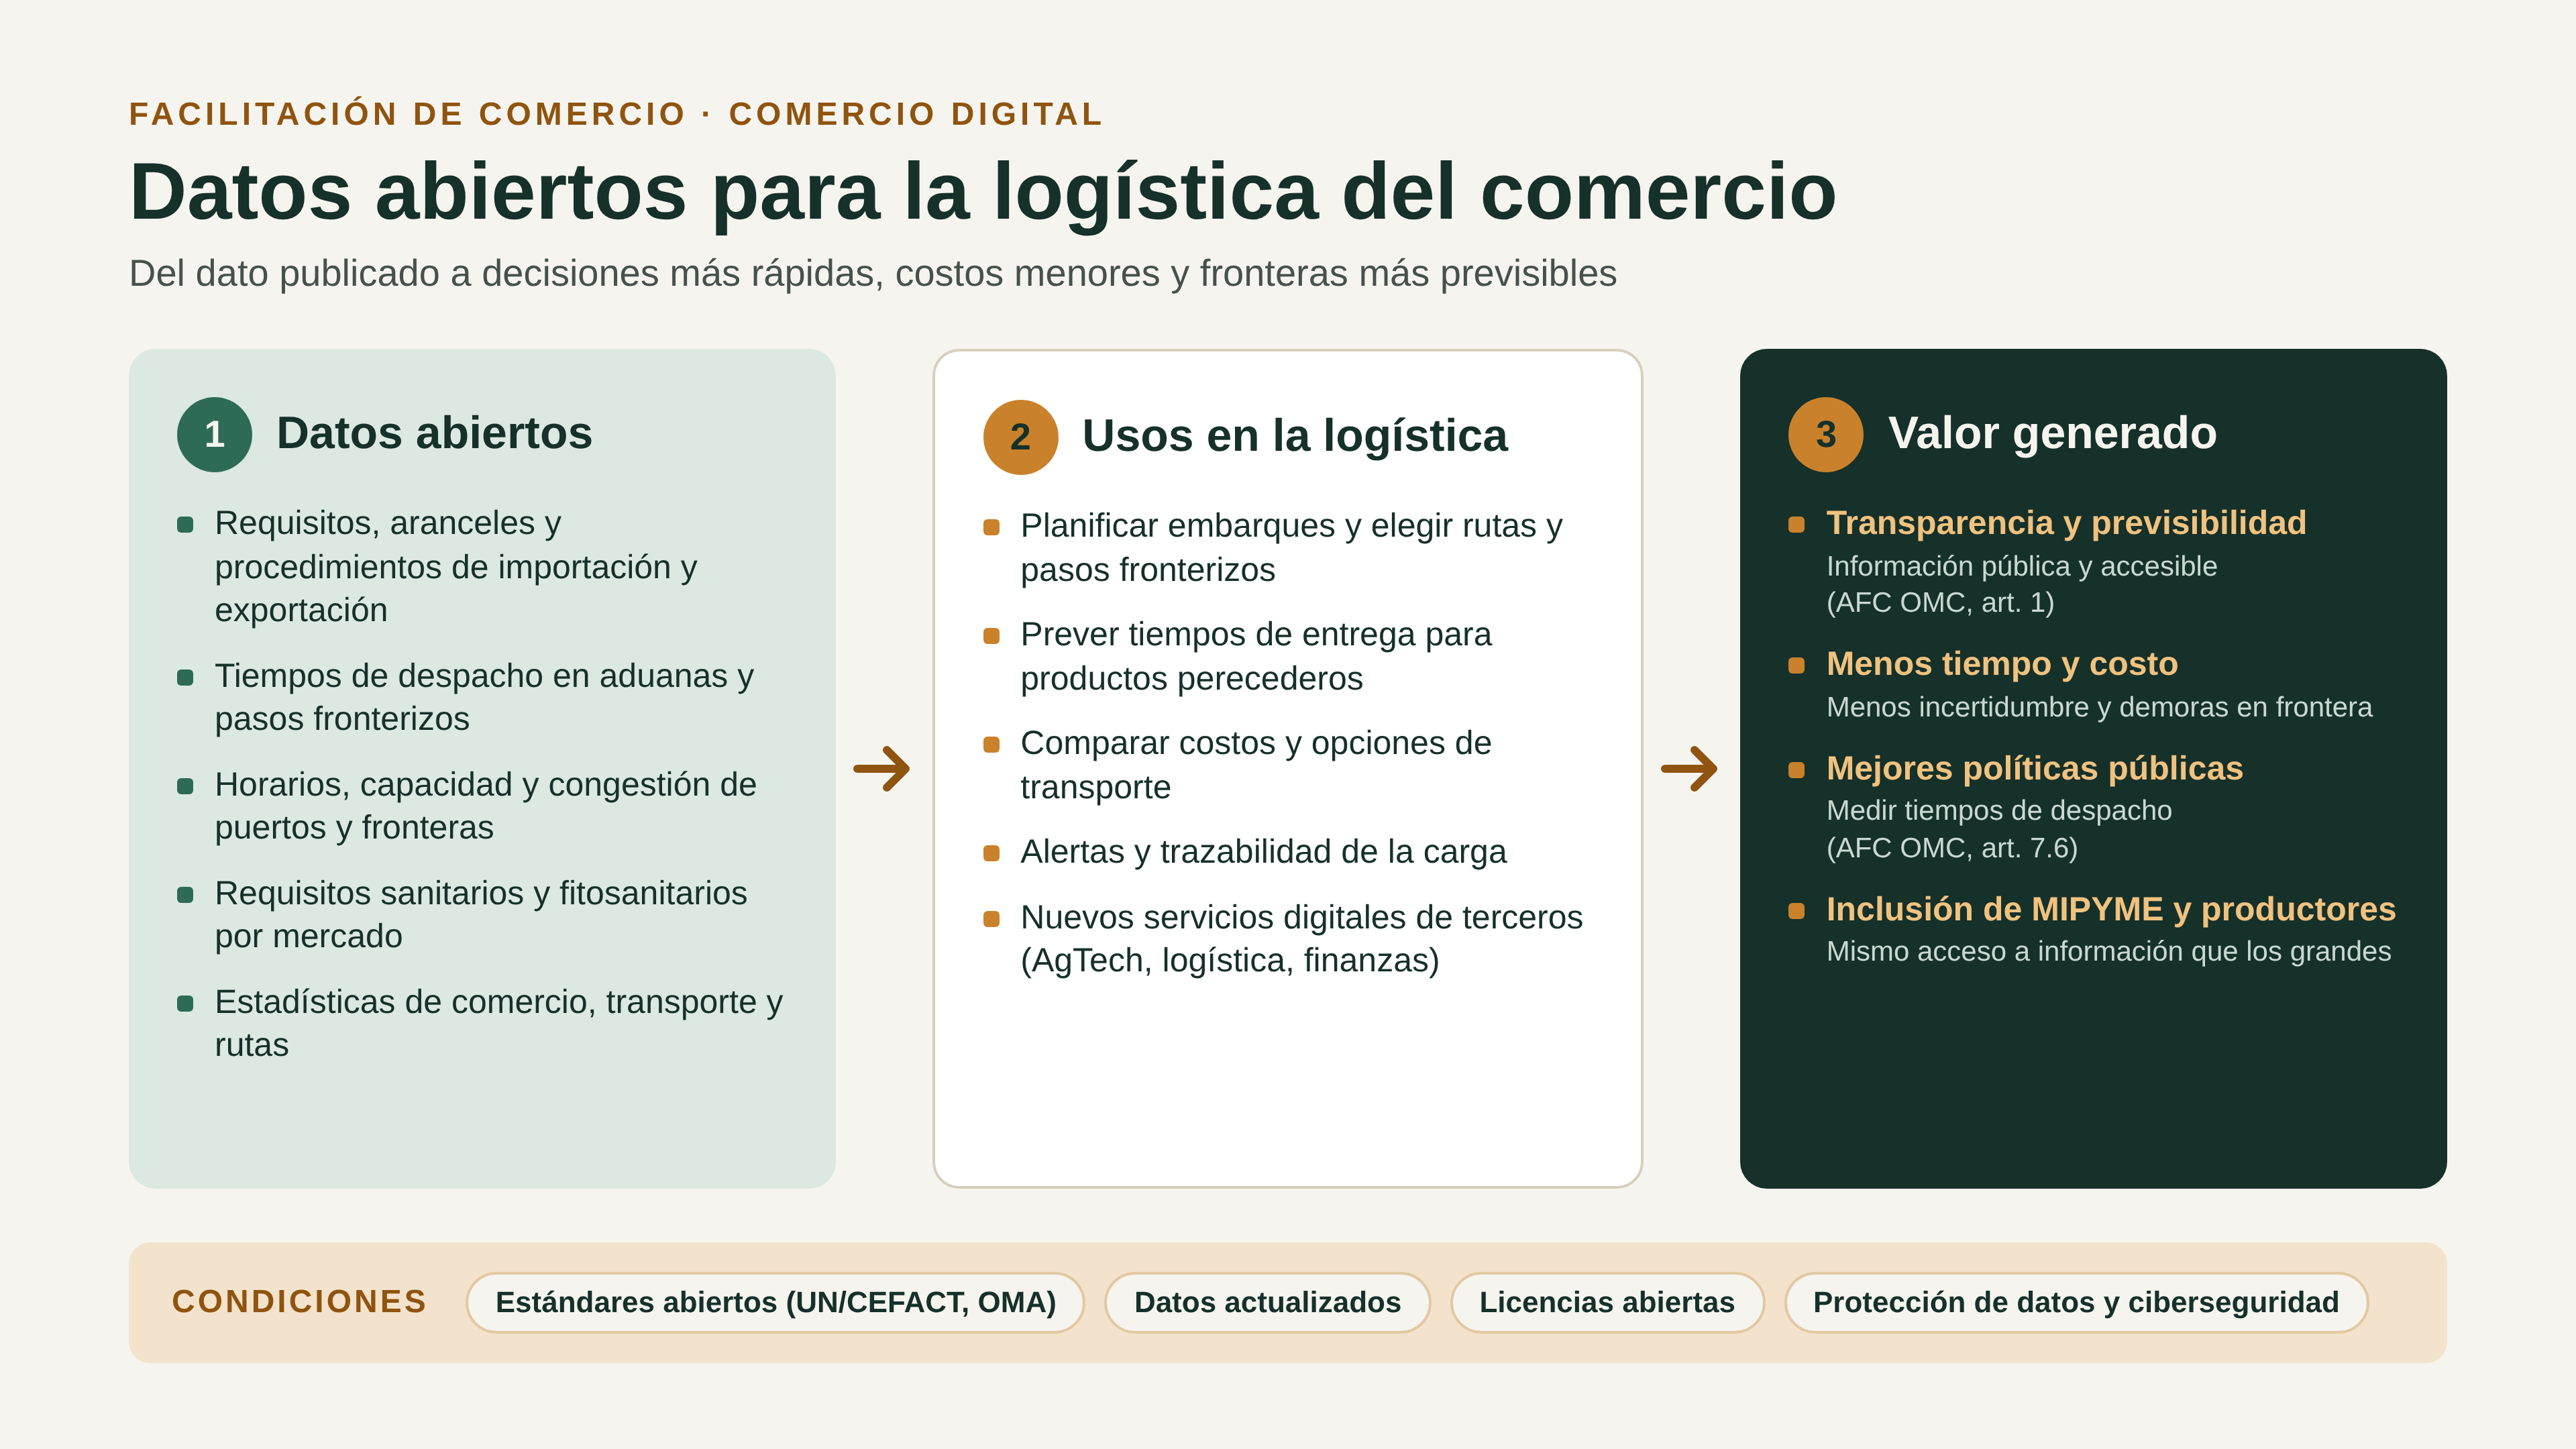 FACILITACIÓN DE COMERCIO · COMERCIO DIGITAL
Datos abiertos para la logística del comercio
Del dato publicado a decisiones más rápidas, costos menores y fronteras más previsibles
1 Datos abiertos
Requisitos, aranceles y
procedimientos de importación y
exportación
Tiempos de despacho en aduanas y
pasos fronterizos
Horarios, capacidad y congestión de
puertos y fronteras
Requisitos sanitarios y fitosanitarios
por mercado
Estadísticas de comercio, transporte y
rutas
2 Usos en la logística
Planificar embarques y elegir rutas y
pasos fronterizos
Prever tiempos de entrega para
productos perecederos
Comparar costos y opciones de
transporte
Alertas y trazabilidad de la carga
Nuevos servicios digitales de terceros
(AgTech, logística, finanzas)
3 Valor generado
Transparencia y previsibilidad
Información pública y accesible
(AFC OMC, art. 1)
Menos tiempo y costo
Menos incertidumbre y demoras en frontera
Mejores políticas públicas
Medir tiempos de despacho
(AFC OMC, art. 7.6)
Inclusión de MIPYME y productores
Mismo acceso a información que los grandes
CONDICIONES Estándares abiertos (UN/CEFACT, OMA) Datos actualizados Licencias abiertas Protección de datos y ciberseguridad